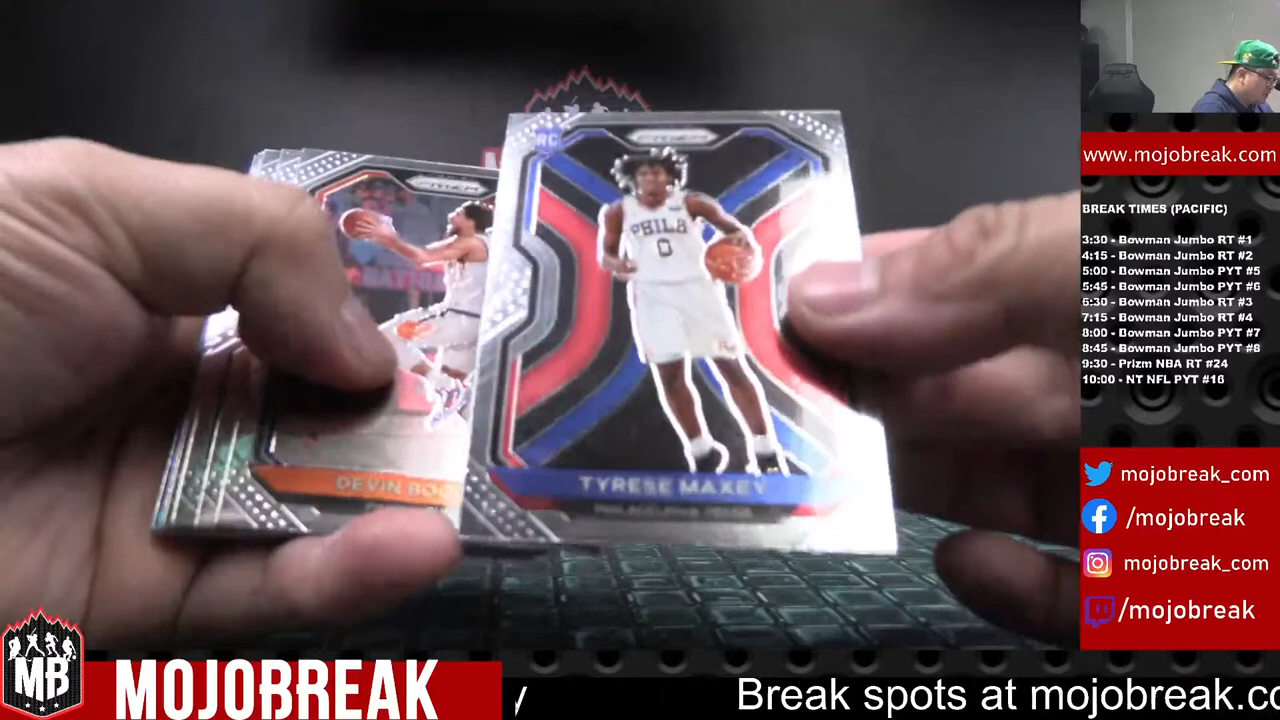 RC
PRIZM
PRIZM
PHILA
0
DEVIN BOO
TYRESE MAXEY
PHILADELPHIA 76ERS
www.mojobreak.com
BREAK TIMES (PACIFIC)
3:30 - Bowman Jumbo RT #1
4:15 - Bowman Jumbo RT #2
5:00 - Bowman Jumbo PYT #5
5:45 - Bowman Jumbo PYT #6
6:30 - Bowman Jumbo RT #3
7:15 - Bowman Jumbo RT #4
8:00 - Bowman Jumbo PYT #7
8:45 - Bowman Jumbo PYT #8
9:30 - Prizm NBA RT #24
10:00 - NT NFL PYT #16
mojobreak_com
/mojobreak
mojobreak_com
/mojobreak
MB
MOJOBREAK
/
Break spots at mojobreak.co